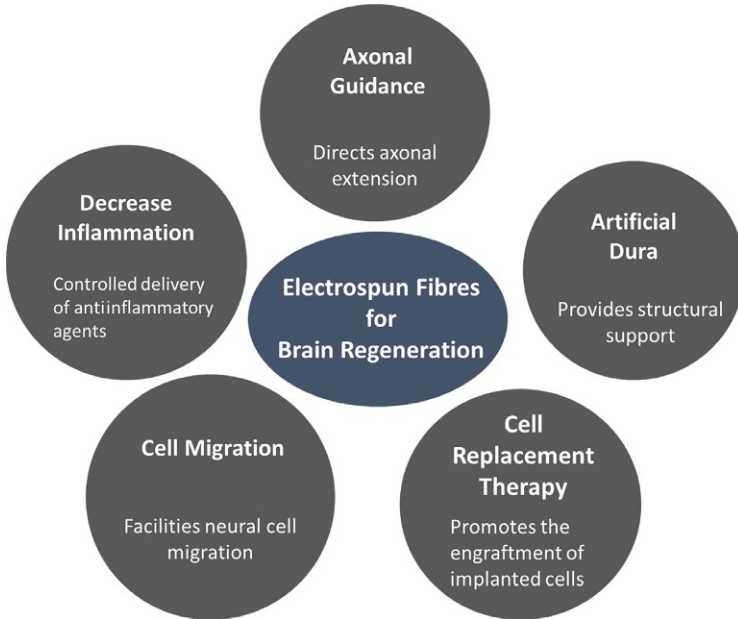 Axonal
Guidance
Directs axonal
extension
Decrease
Inflammation
Controlled delivery
of antiinflammatory
agents
Artificial
Dura
Provides structural
support
Electrospun Fibres
for
Brain Regeneration
Cell Migration
Facilities neural cell
migration
Cell
Replacement
Therapy
Promotes the
engraftment of
implanted cells